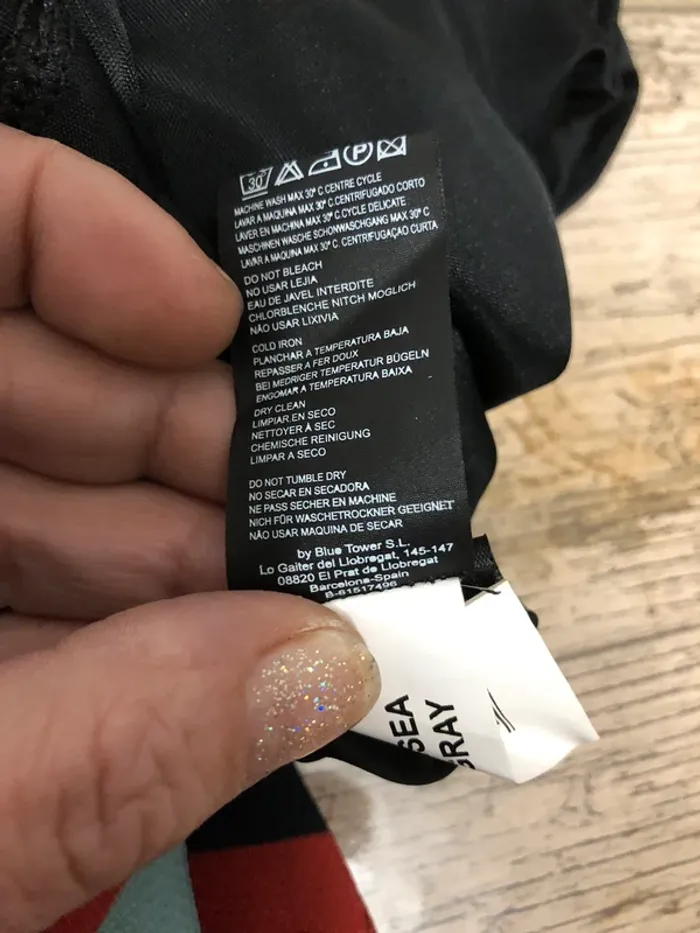 30°
P
MACHINE WASH MAX 30° C.CENTRE CYCLE
LAVAR A MAQUINA MAX 30° C.CENTRIFUGADO CORTO
LAVER EN MACHINA MAX 30° C.CYCLE DELICATE
MASCHINEN WASCHE SCHONWASCHGANG MAX 30° C
LAVAR A MAQUINA MAX 30° C.CENTRIFUGAÇAO CURTA
DO NOT BLEACH
NO USAR LEJIA
EAU DE JAVEL INTERDITE
CHLORBLENCHE NITCH MOGLICH
NÃO USAR LIXIVIA
COLD IRON
PLANCHAR A TEMPERATURA BAJA
REPASSER A FER DOUX
BEI MEDRIGER TEMPERATUR BÜGELN
ENGOMAR A TEMPERATURA BAIXA
DRY CLEAN
LIMPIAR.EN SECO
NETTOYER À SEC
CHEMISCHE REINIGUNG
LIMPAR A SECO
DO NOT TUMBLE DRY
NO SECAR EN SECADORA
NE PASS SECHER EN MACHINE
NICH FÜR WASCHETROCKNER GEEIGNET
NÃO USAR MAQUINA DE SECAR
by Blue Tower S.L.
Lo Gaiter del Llobregat, 145-147
08820 El Prat de Llobregat
Barcelona-Spain
B-61517496
SEA
GRAY